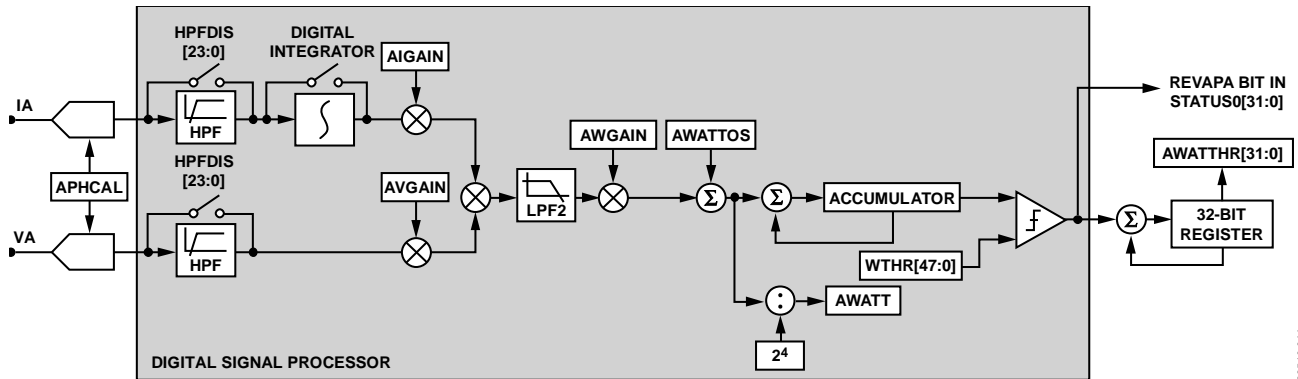 HPFDIS
[23:0]
DIGITAL
INTEGRATOR
AIGAIN
REVAPA BIT IN
STATUS0[31:0]
IA
HPF
AWGAIN
AWATTOS
AWATTHR[31:0]
APHCAL
HPFDIS
[23:0]
AVGAIN
LPF2
Σ
Σ
ACCUMULATOR
Σ
32-BIT
REGISTER
VA
HPF
WTHR[47:0]
:
AWATT
2⁴
DIGITAL SIGNAL PROCESSOR